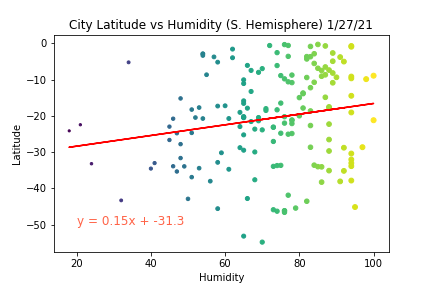 City Latitude vs Humidity (S. Hemisphere) 1/27/21
0
−10
−20
−30
−40
−50
Latitude
y = 0.15x + -31.3
20 40 60 80 100
Humidity